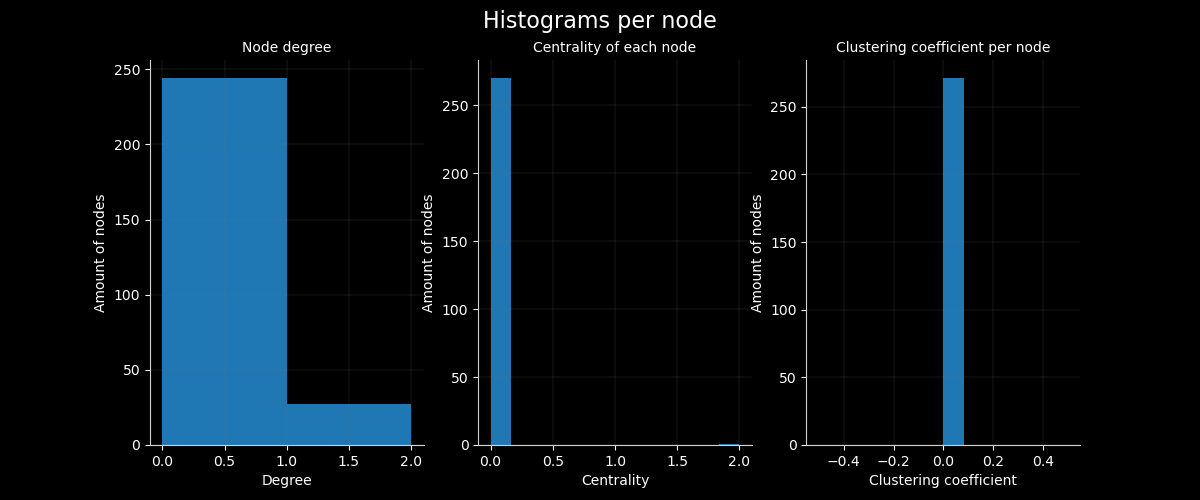 Histograms per node
Node degree
250
200
150
100
50
0
Amount of nodes
0.0 0.5 1.0 1.5 2.0
Degree
Centrality of each node
250
200
150
100
50
0
Amount of nodes
0.0 0.5 1.0 1.5 2.0
Centrality
Clustering coefficient per node
250
200
150
100
50
0
Amount of nodes
−0.4 −0.2 0.0 0.2 0.4
Clustering coefficient